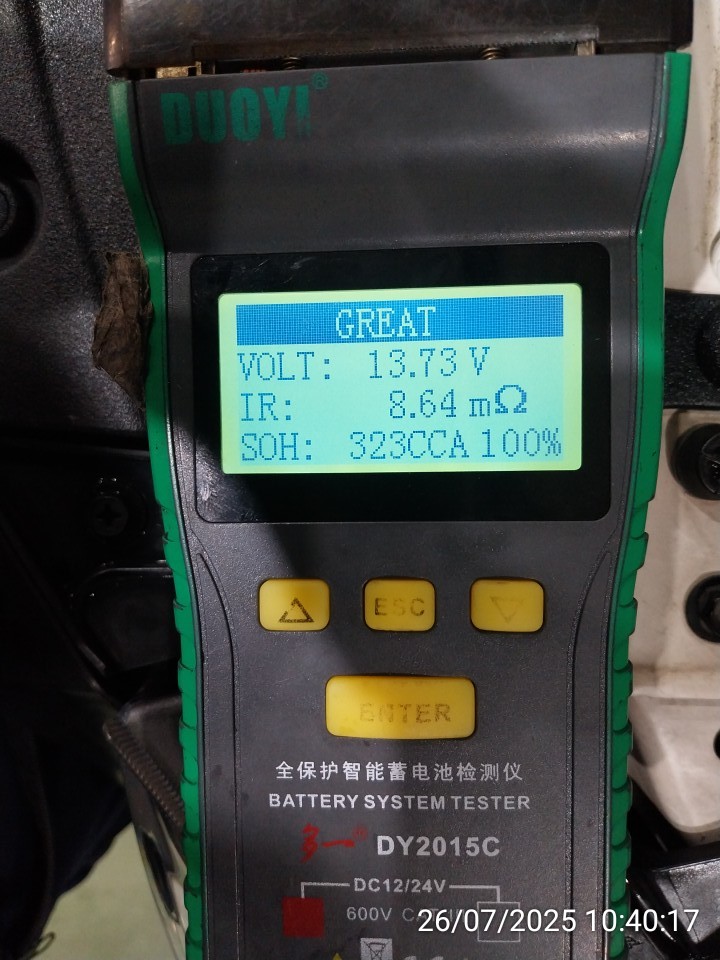 DUOYI®
GREAT
VOLT: 13.73 V
IR: 8.64 mΩ
SOH: 323CCA 100%
ESC
ENTER
全保护智能蓄电池检测仪
BATTERY SYSTEM TESTER
多一® DY2015C
DC12/24V
600V
26/07/2025 10:40:17